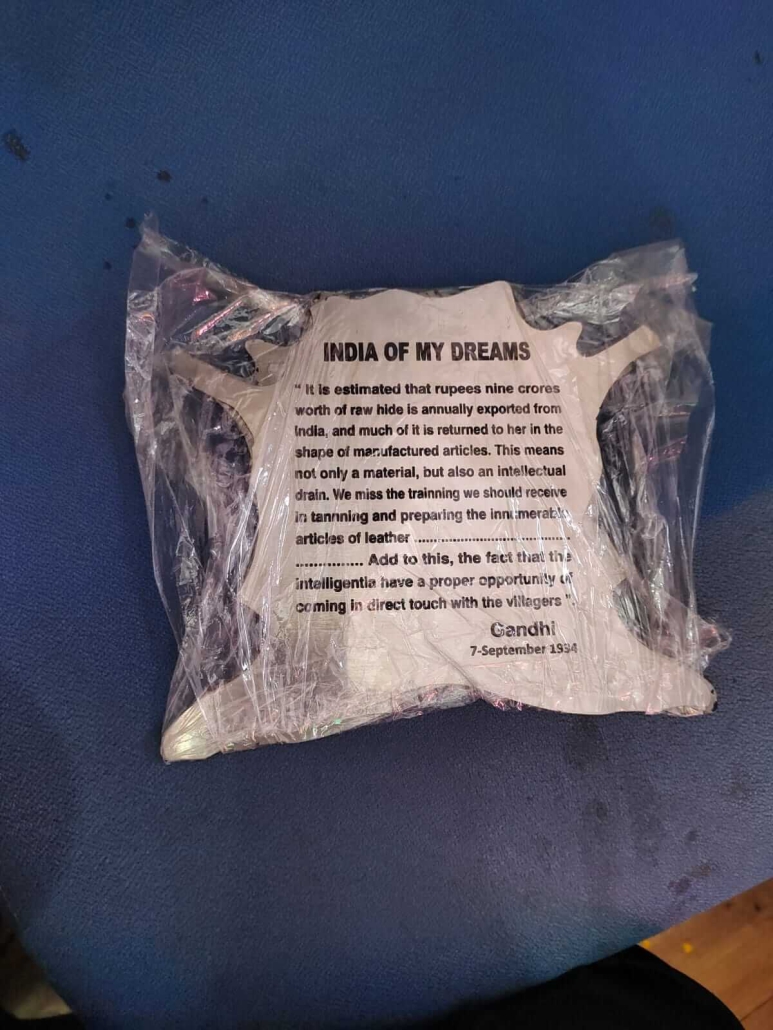 INDIA OF MY DREAMS
" It is estimated that rupees nine crores
worth of raw hide is annually exported from
India, and much of it is returned to her in the
shape of manufactured articles. This means
not only a material, but also an intellectual
drain. We miss the trainning we should receive
in tannning and preparing the innumerable
articles of leather ........................................
................. Add to this, the fact that the
intelligentia have a proper opportunity of
coming in direct touch with the villagers ".
Gandhi
7-September 1934